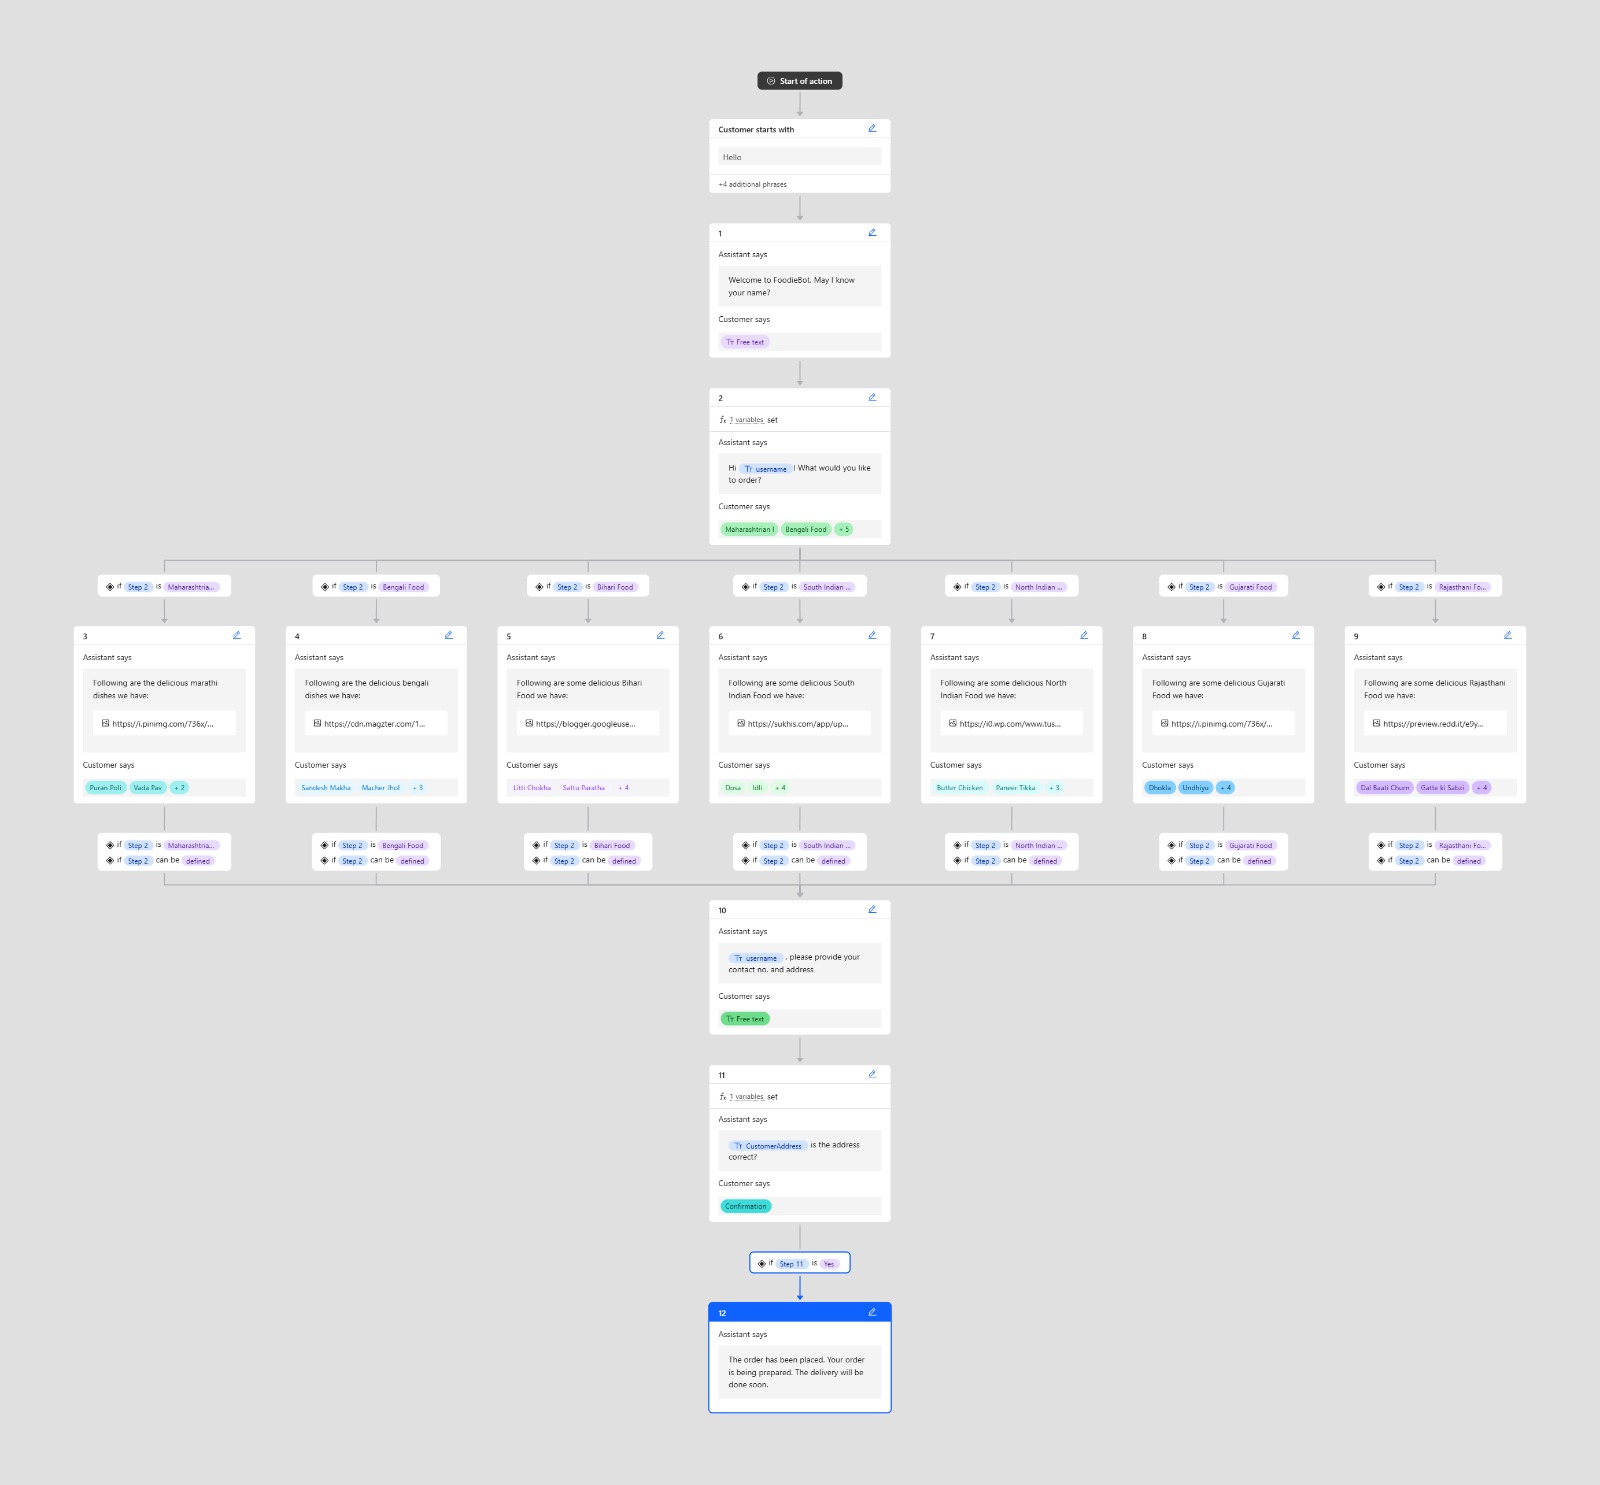 Start of action
Customer starts with
Hello
+4 additional phrases
1
Assistant says
Welcome to FoodieBot. May I know
your name?
Customer says
Free text
2
1 variables set
Assistant says
Hi username ! What would you like
to order?
Customer says
Maharashtrian Bengali Food + 5
if Step 2 is Maharashtria...
if Step 2 is Bengali Food
if Step 2 is Bihari Food
if Step 2 is South Indian ...
if Step 2 is North Indian ...
if Step 2 is Gujarati Food
if Step 2 is Rajasthani Fo...
3
Assistant says
Following are the delicious marathi
dishes we have:
https://i.pinimg.com/736x/...
Customer says
Puran Poli Vada Pav + 2
4
Assistant says
Following are the delicious bengali
dishes we have:
https://cdn.magzter.com/1...
Customer says
Sandesh Makha Macher Jhol + 3
5
Assistant says
Following are some delicious Bihari
Food we have:
https://blogger.googleuse...
Customer says
Litti Chokha Sattu Paratha + 4
6
Assistant says
Following are some delicious South
Indian Food we have:
https://sukhis.com/app/up...
Customer says
Dosa Idli + 4
7
Assistant says
Following are some delicious North
Indian Food we have:
https://i0.wp.com/www.tus...
Customer says
Butter Chicken Paneer Tikka + 3
8
Assistant says
Following are some delicious Gujarati
Food we have:
https://i.pinimg.com/736x/...
Customer says
Dhokla Undhiyu + 4
9
Assistant says
Following are some delicious Rajasthani
Food we have:
https://preview.redd.it/e9y...
Customer says
Dal Baati Churn Gatte ki Sabzi + 4
if Step 2 is Maharashtria...
if Step 2 can be defined
if Step 2 is Bengali Food
if Step 2 can be defined
if Step 2 is Bihari Food
if Step 2 can be defined
if Step 2 is South Indian ...
if Step 2 can be defined
if Step 2 is North Indian ...
if Step 2 can be defined
if Step 2 is Gujarati Food
if Step 2 can be defined
if Step 2 is Rajasthani Fo...
if Step 2 can be defined
10
Assistant says
username , please provide your
contact no. and address
Customer says
Free text
11
1 variables set
Assistant says
CustomerAddress is the address
correct?
Customer says
Confirmation
if Step 11 is Yes
12
Assistant says
The order has been placed. Your order
is being prepared. The delivery will be
done soon.